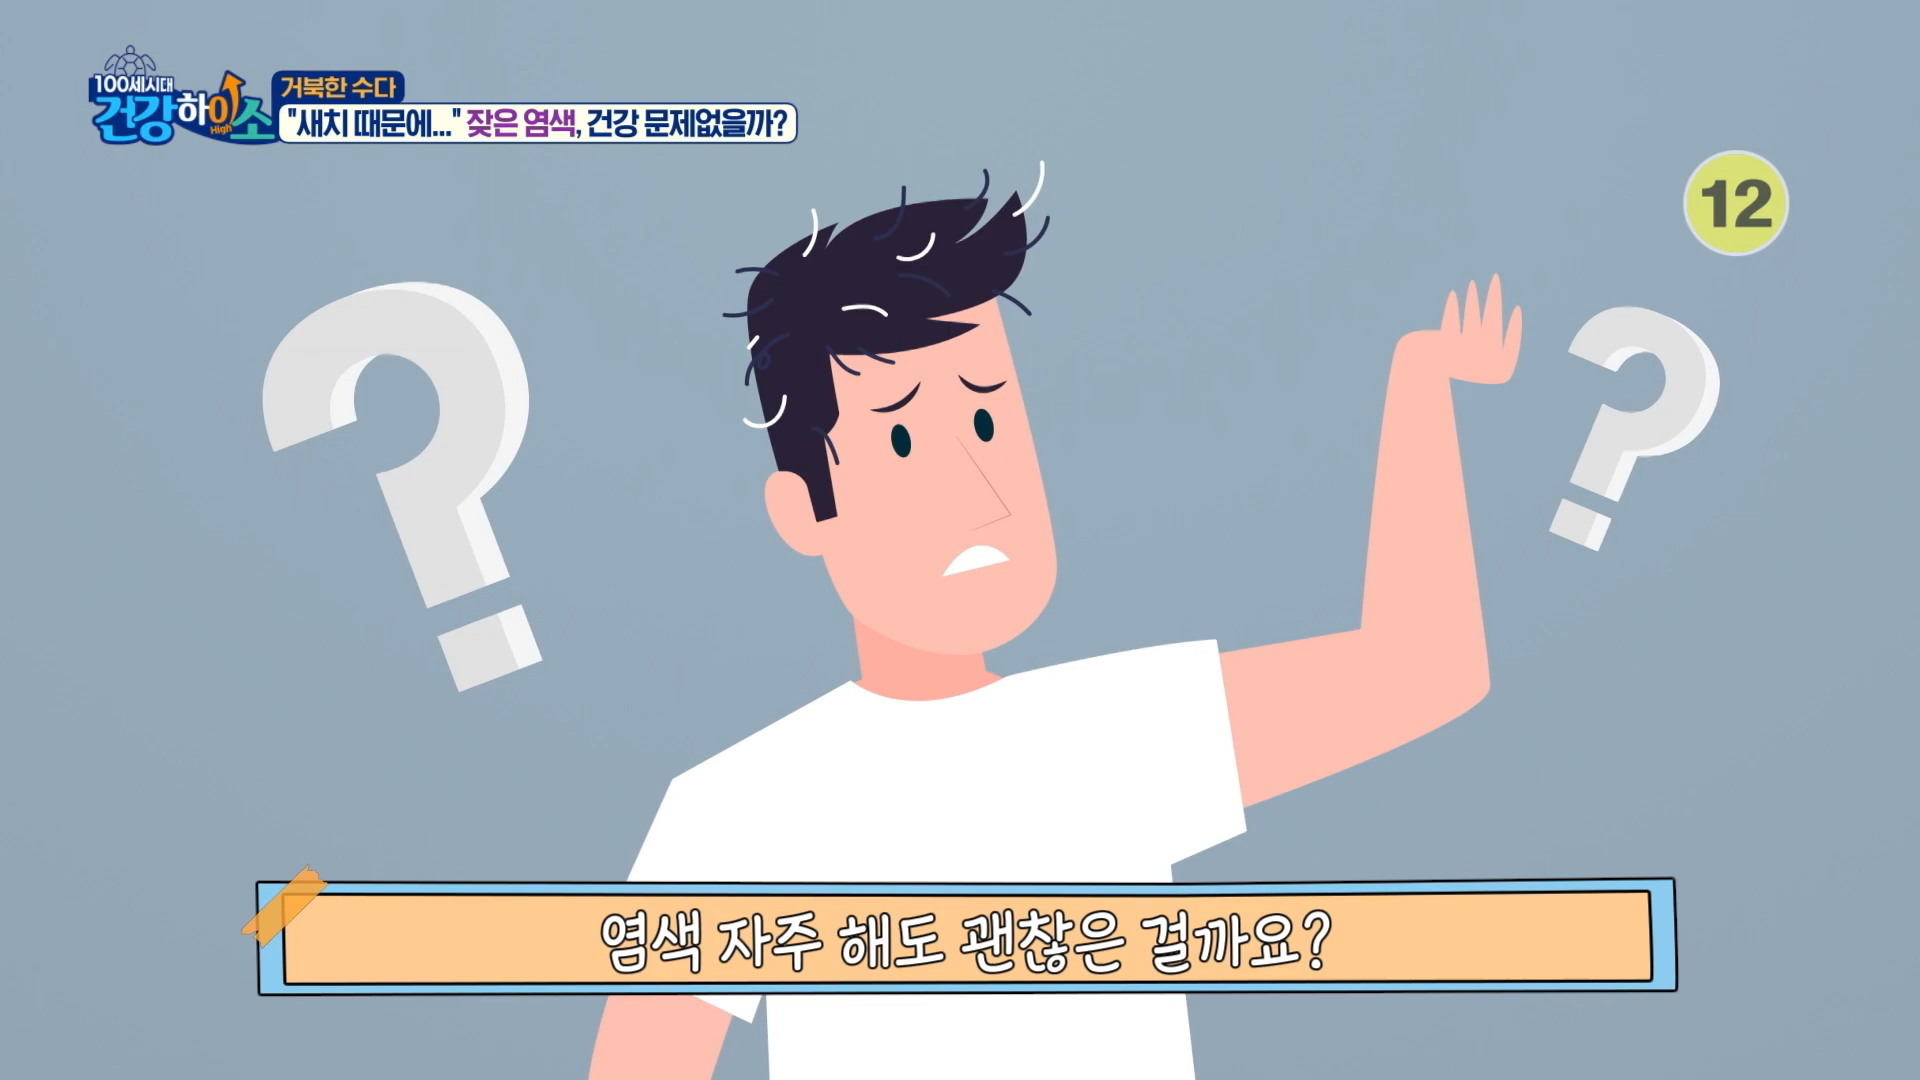 100세시대
건강하이소
High
거북한 수다
"새치 때문에..." 잦은 염색, 건강 문제없을까?
12
염색 자주 해도 괜찮은 걸까요?